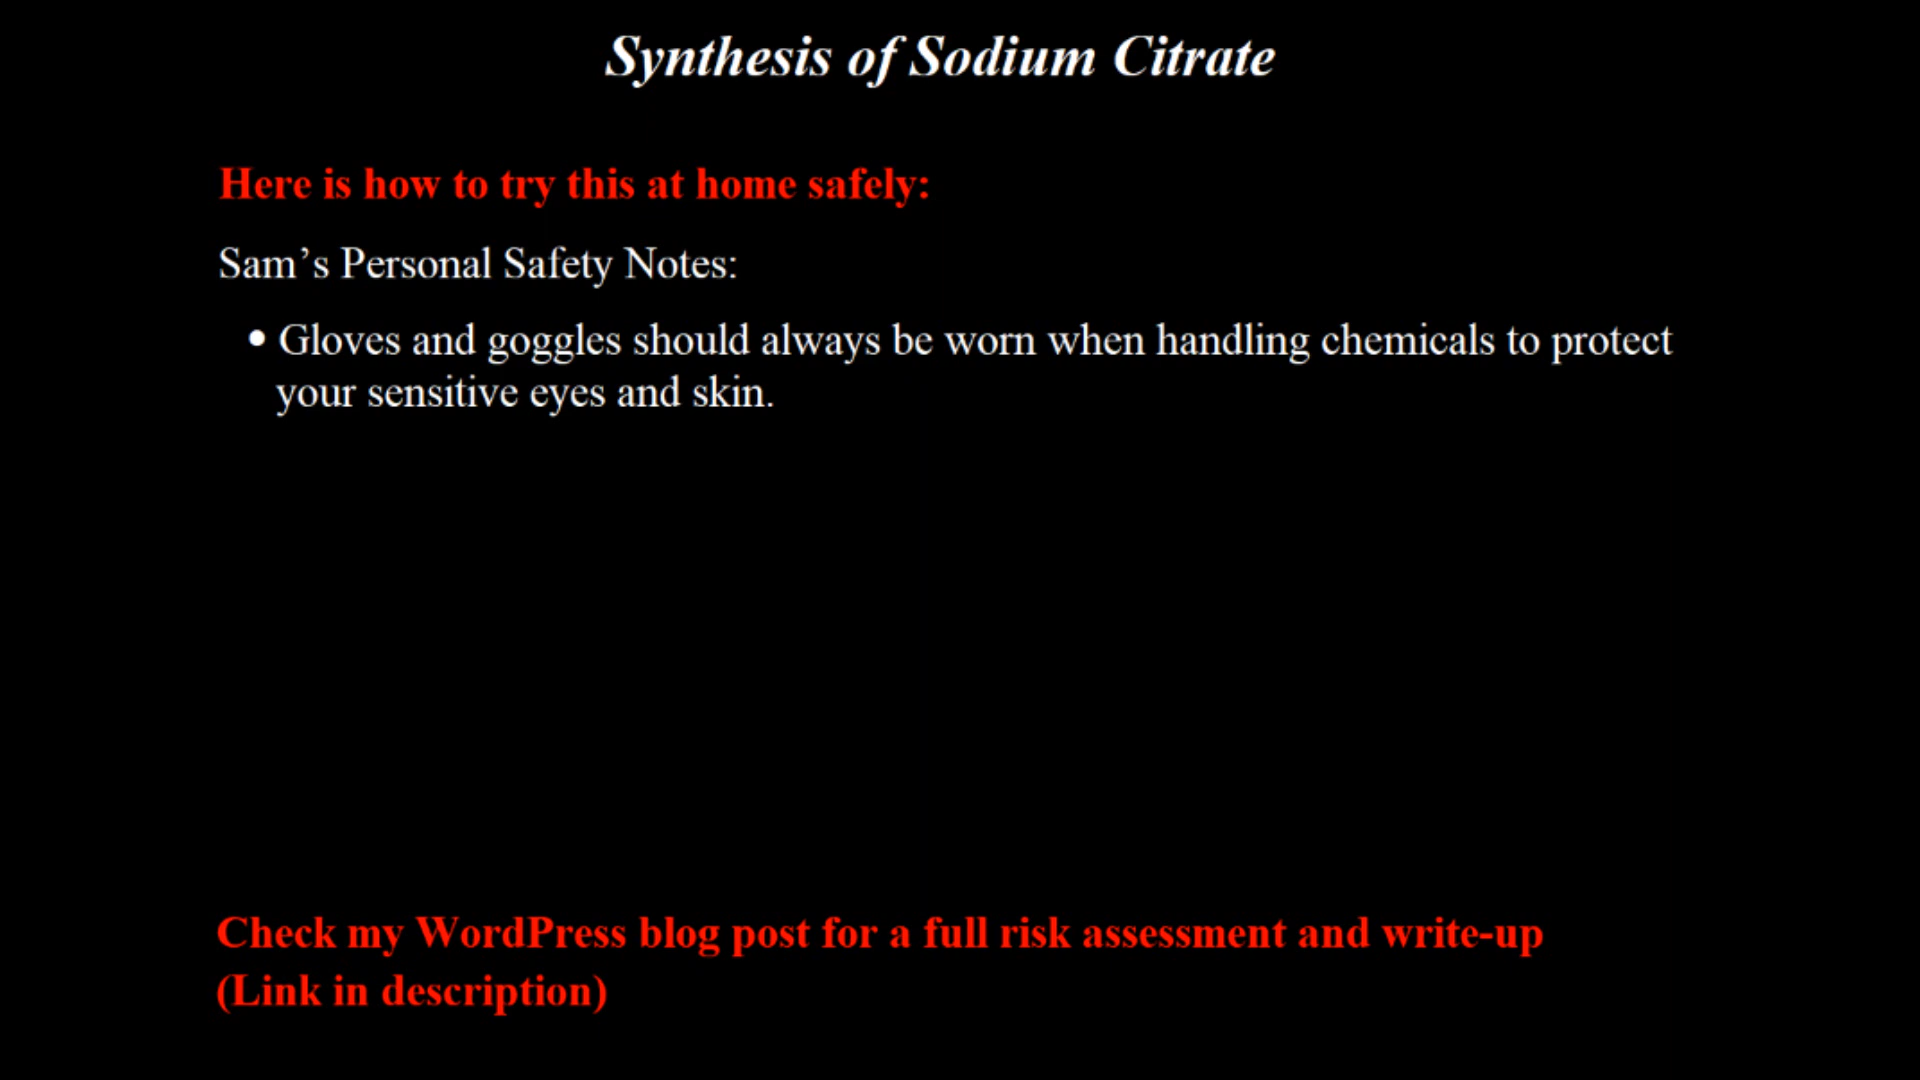 Synthesis of Sodium Citrate
Here is how to try this at home safely:
Sam’s Personal Safety Notes:
• Gloves and goggles should always be worn when handling chemicals to protect
your sensitive eyes and skin.
Check my WordPress blog post for a full risk assessment and write-up
(Link in description)